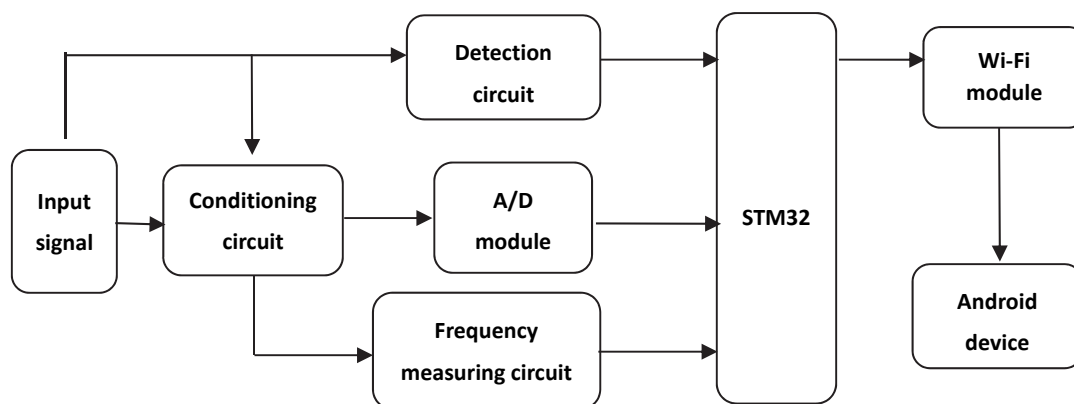 Detection
circuit
Wi-Fi
module
Input
signal
Conditioning
circuit
A/D
module
STM32
Frequency
measuring circuit
Android
device